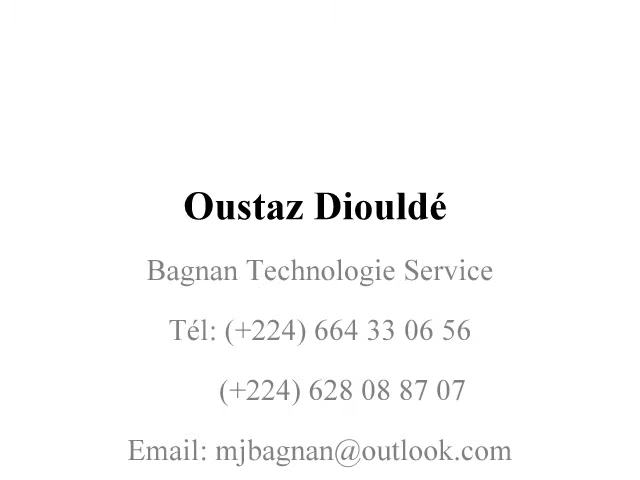 Oustaz Diouldé
Bagnan Technologie Service
Tél: (+224) 664 33 06 56
(+224) 628 08 87 07
Email: mjbagnan@outlook.com